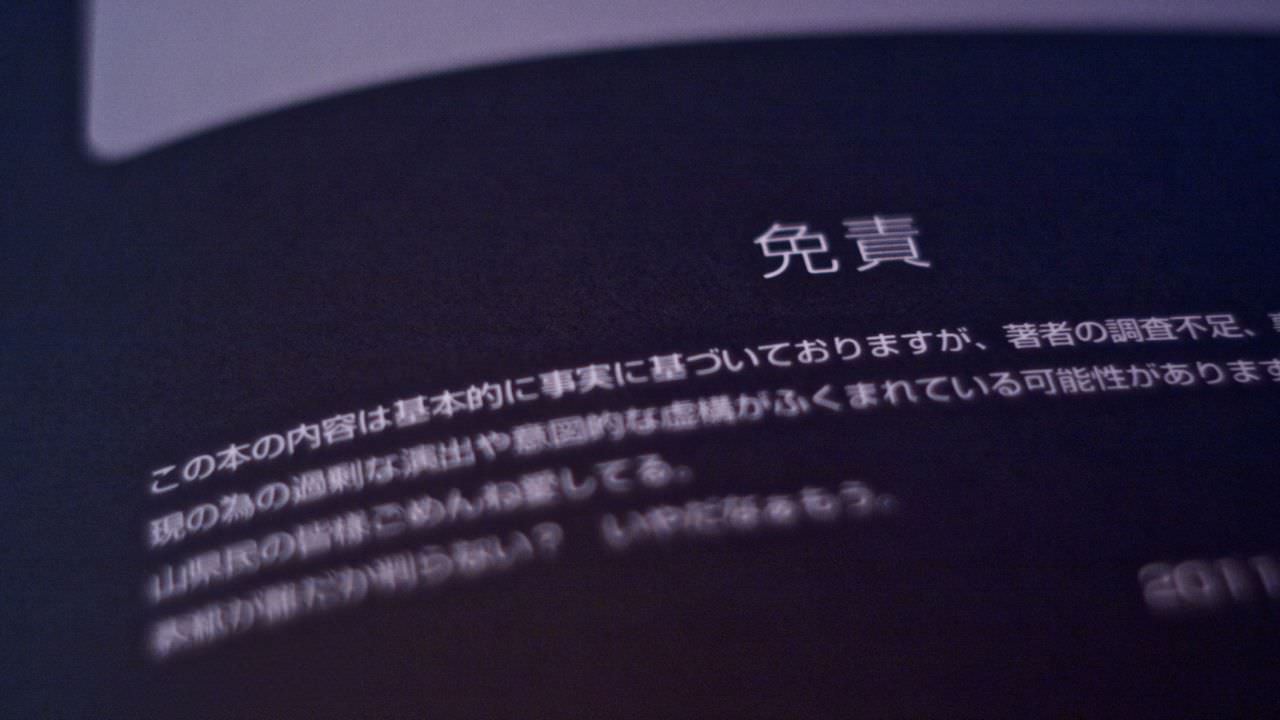 免責
この本の内容は基本的に事実に基づいておりますが、著者の調査不足、
現の為の過剰な演出や意図的な虚構がふくまれている可能性があります
山県民の皆様ごめんね愛してる。
表紙が誰だか判らない? いやだなぁもう。
2011